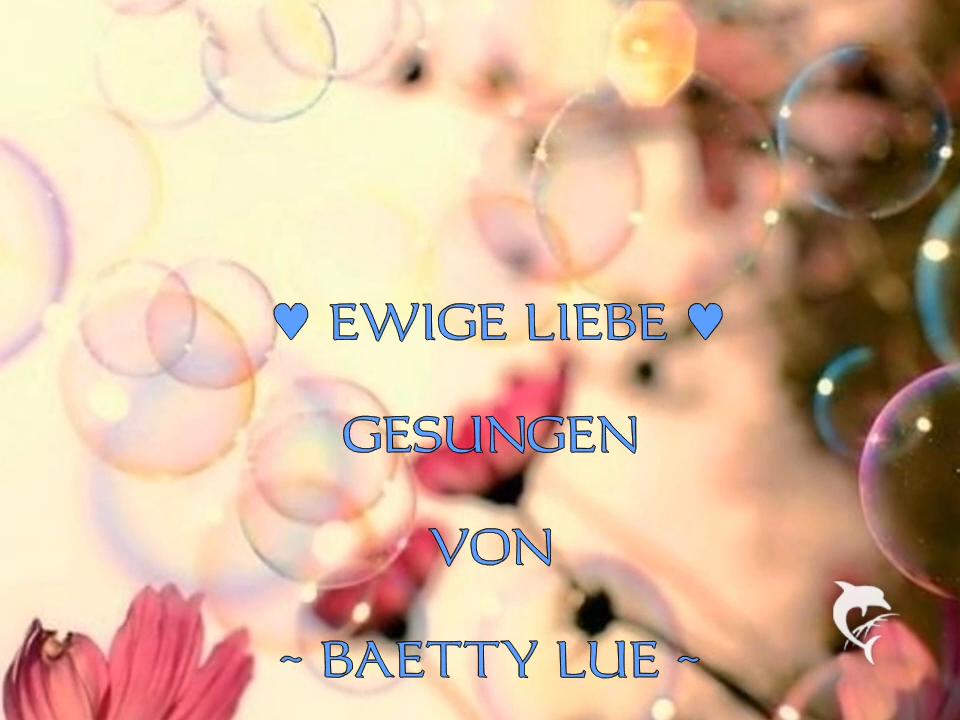 ♥ EWIGE LIEBE ♥
GESUNGEN
VON
~ BAETTY LUE ~